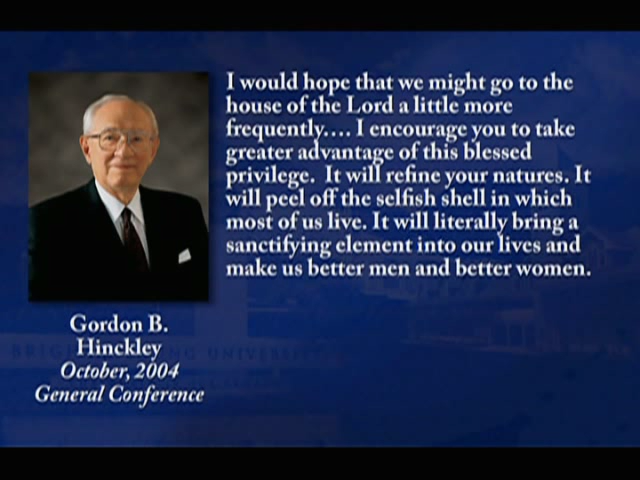 I would hope that we might go to the
house of the Lord a little more
frequently.... I encourage you to take
greater advantage of this blessed
privilege. It will refine your natures. It
will peel off the selfish shell in which
most of us live. It will literally bring a
sanctifying element into our lives and
make us better men and better women.
Gordon B.
Hinckley
October, 2004
General Conference